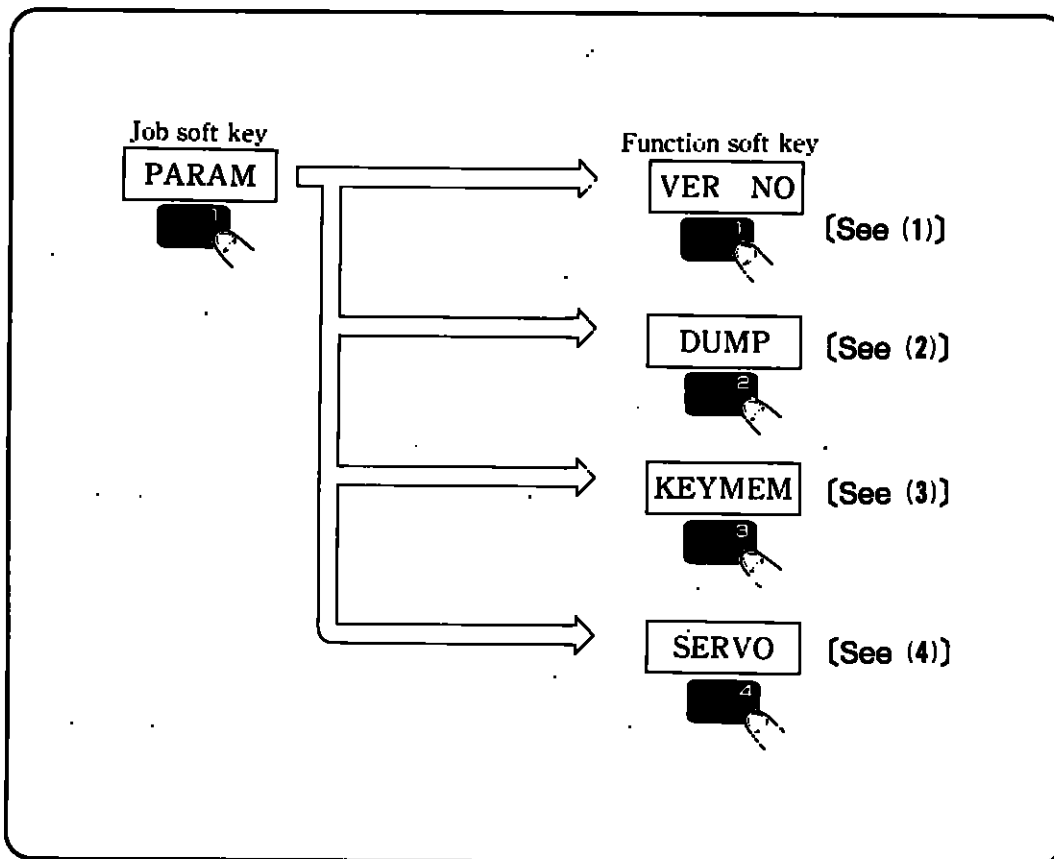 Job soft key
PARAM
1
Function soft key
VER NO
1
[See (1)]
DUMP
2
[See (2)]
KEYMEM
3
[See (3)]
SERVO
4
[See (4)]